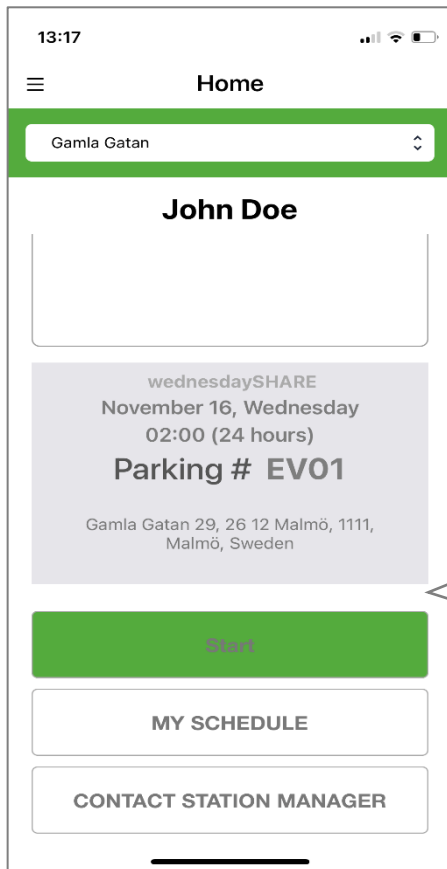 13:17
Home
Gamla Gatan
John Doe
wednesdaySHARE
November 16, Wednesday
02:00 (24 hours)
Parking # EV01
Gamla Gatan 29, 26 12 Malmö, 1111,
Malmö, Sweden
Start
MY SCHEDULE
CONTACT STATION MANAGER